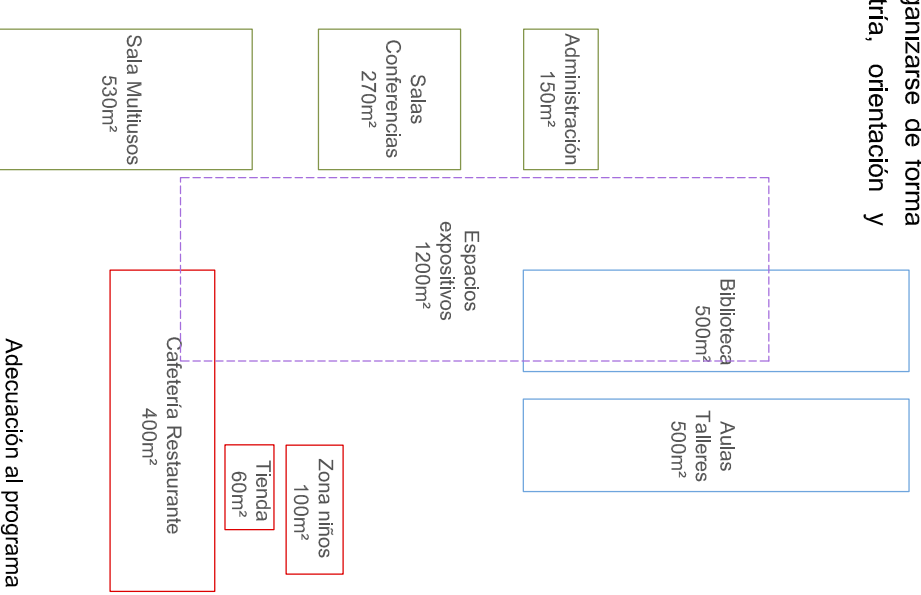 ganizarse de forma
tría, orientación y
Biblioteca
500m²
Aulas
Talleres
500m²
Administración
150m²
Espacios
expositivos
1200m²
Salas
Conferencias
270m²
Zona niños
100m²
Tienda
60m²
Cafetería Restaurante
400m²
Sala Multiusos
530m²
Adecuación al programa